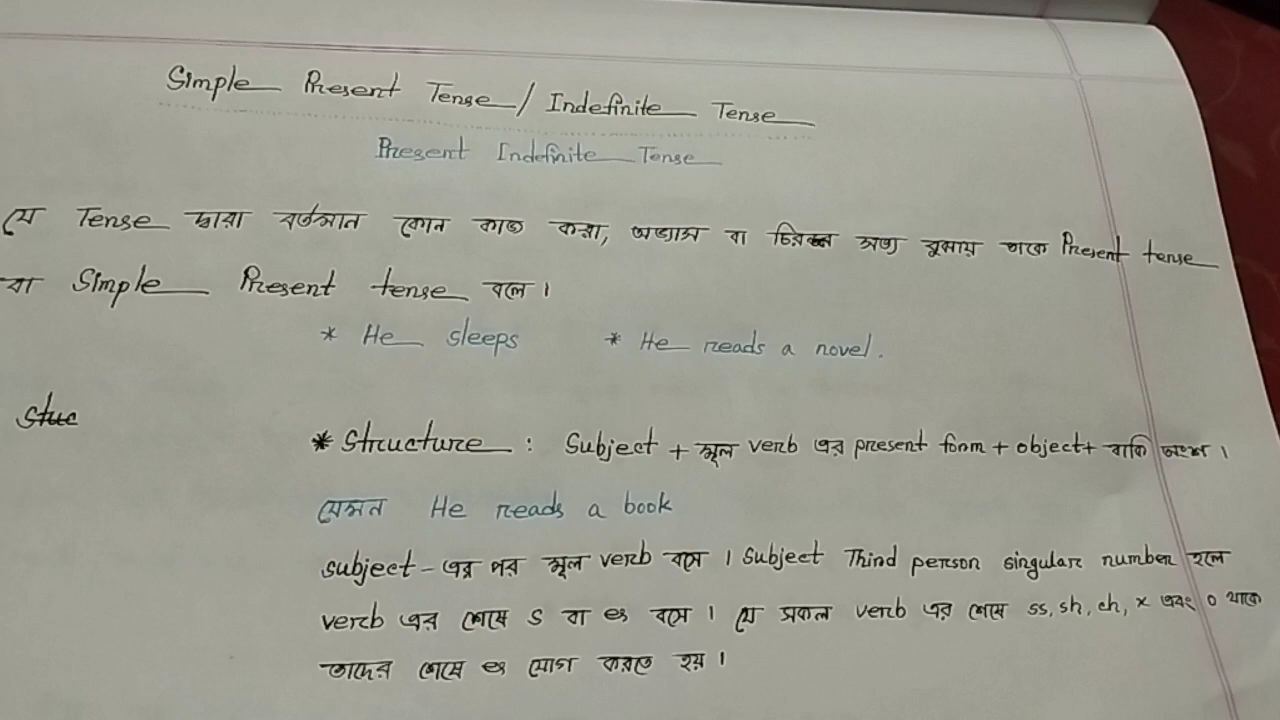 Simple Present Tense / Indefinite Tense
Present Indefinite Tense
যে Tense দ্বারা বর্তমান কোন কাজ করা, অভ্যাস বা চিরন্তন সত্য বুঝায় তাকে Present tense
বা Simple Present tense বলে।
* He sleeps * He reads a novel.
* Structure : Subject + মূল verb এর present form + object + বাকি অংশ।
যেমন He reads a book
subject - এর পর মূল verb বসে। Subject Third person singular number হলে
verb এর শেষে s বা es বসে। যে সকল verb এর শেষে ss, sh, ch, x এবং o থাকে
তাদের শেষে es যোগ করতে হয়।